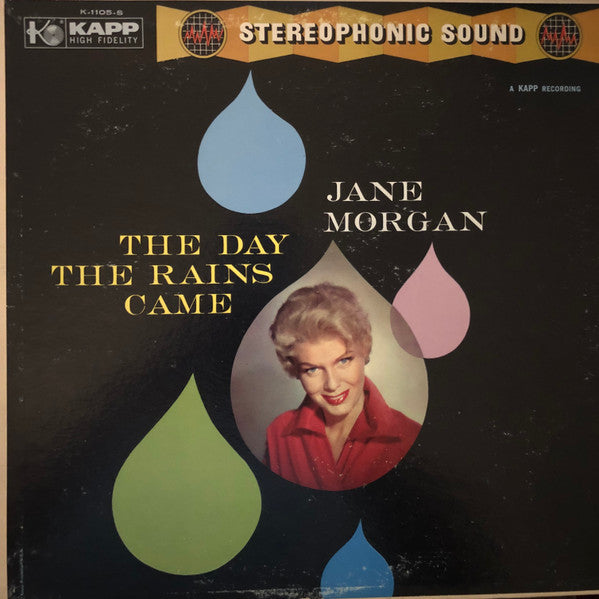 K-1105-S
KAPP
HIGH FIDELITY
STEREOPHONIC SOUND
A KAPP RECORDING
JANE
MORGAN
THE DAY
THE RAINS
CAME